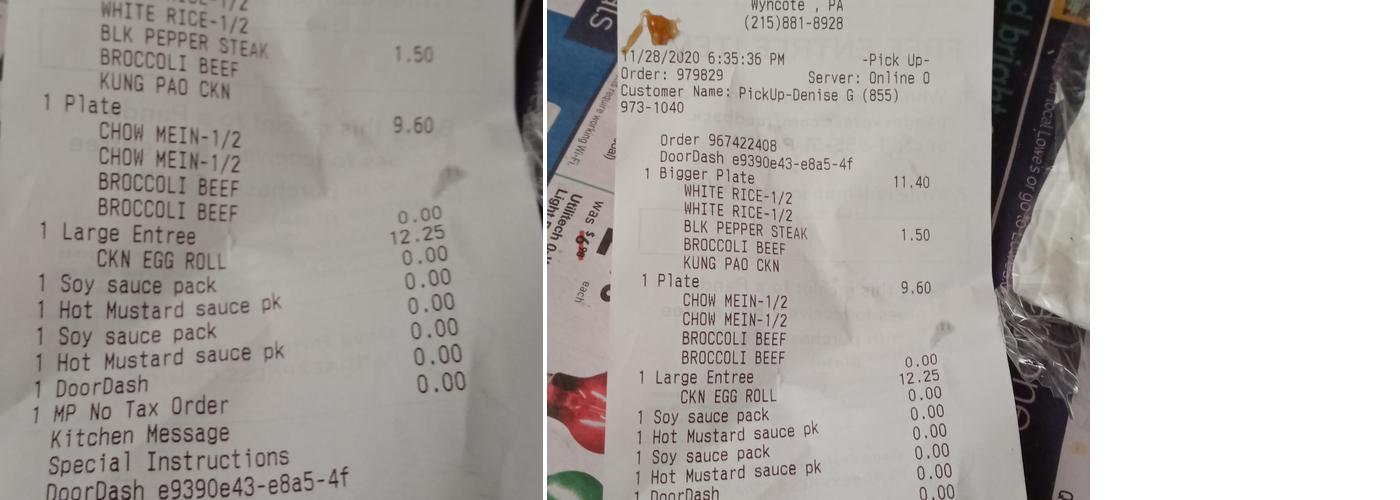 WHITE RICE-1/2
BLK PEPPER STEAK 1.50
BROCCOLI BEEF
KUNG PAO CKN
1 Plate 9.60
CHOW MEIN-1/2
CHOW MEIN-1/2
BROCCOLI BEEF
BROCCOLI BEEF 0.00
1 Large Entree 12.25
CKN EGG ROLL 0.00
1 Soy sauce pack 0.00
1 Hot Mustard sauce pk 0.00
1 Soy sauce pack 0.00
1 Hot Mustard sauce pk 0.00
1 DoorDash 0.00
1 MP No Tax Order
Kitchen Message
Special Instructions
DoorDash e9390e43-e8a5-4f
Wyncote , PA
(215)881-8928
11/28/2020 6:35:36 PM -Pick Up-
Order: 979829 Server: Online O
Customer Name: PickUp-Denise G (855)
973-1040
Order 967422408
DoorDash e9390e43-e8a5-4f
1 Bigger Plate 11.40
WHITE RICE-1/2
WHITE RICE-1/2
BLK PEPPER STEAK 1.50
BROCCOLI BEEF
KUNG PAO CKN
1 Plate 9.60
CHOW MEIN-1/2
CHOW MEIN-1/2
BROCCOLI BEEF
BROCCOLI BEEF 0.00
1 Large Entree 12.25
CKN EGG ROLL 0.00
1 Soy sauce pack 0.00
1 Hot Mustard sauce pk 0.00
1 Soy sauce pack 0.00
1 Hot Mustard sauce pk 0.00
1 DoorDash 0.00
require working Wi-Fi,
Utilitech
Light
was $6
each